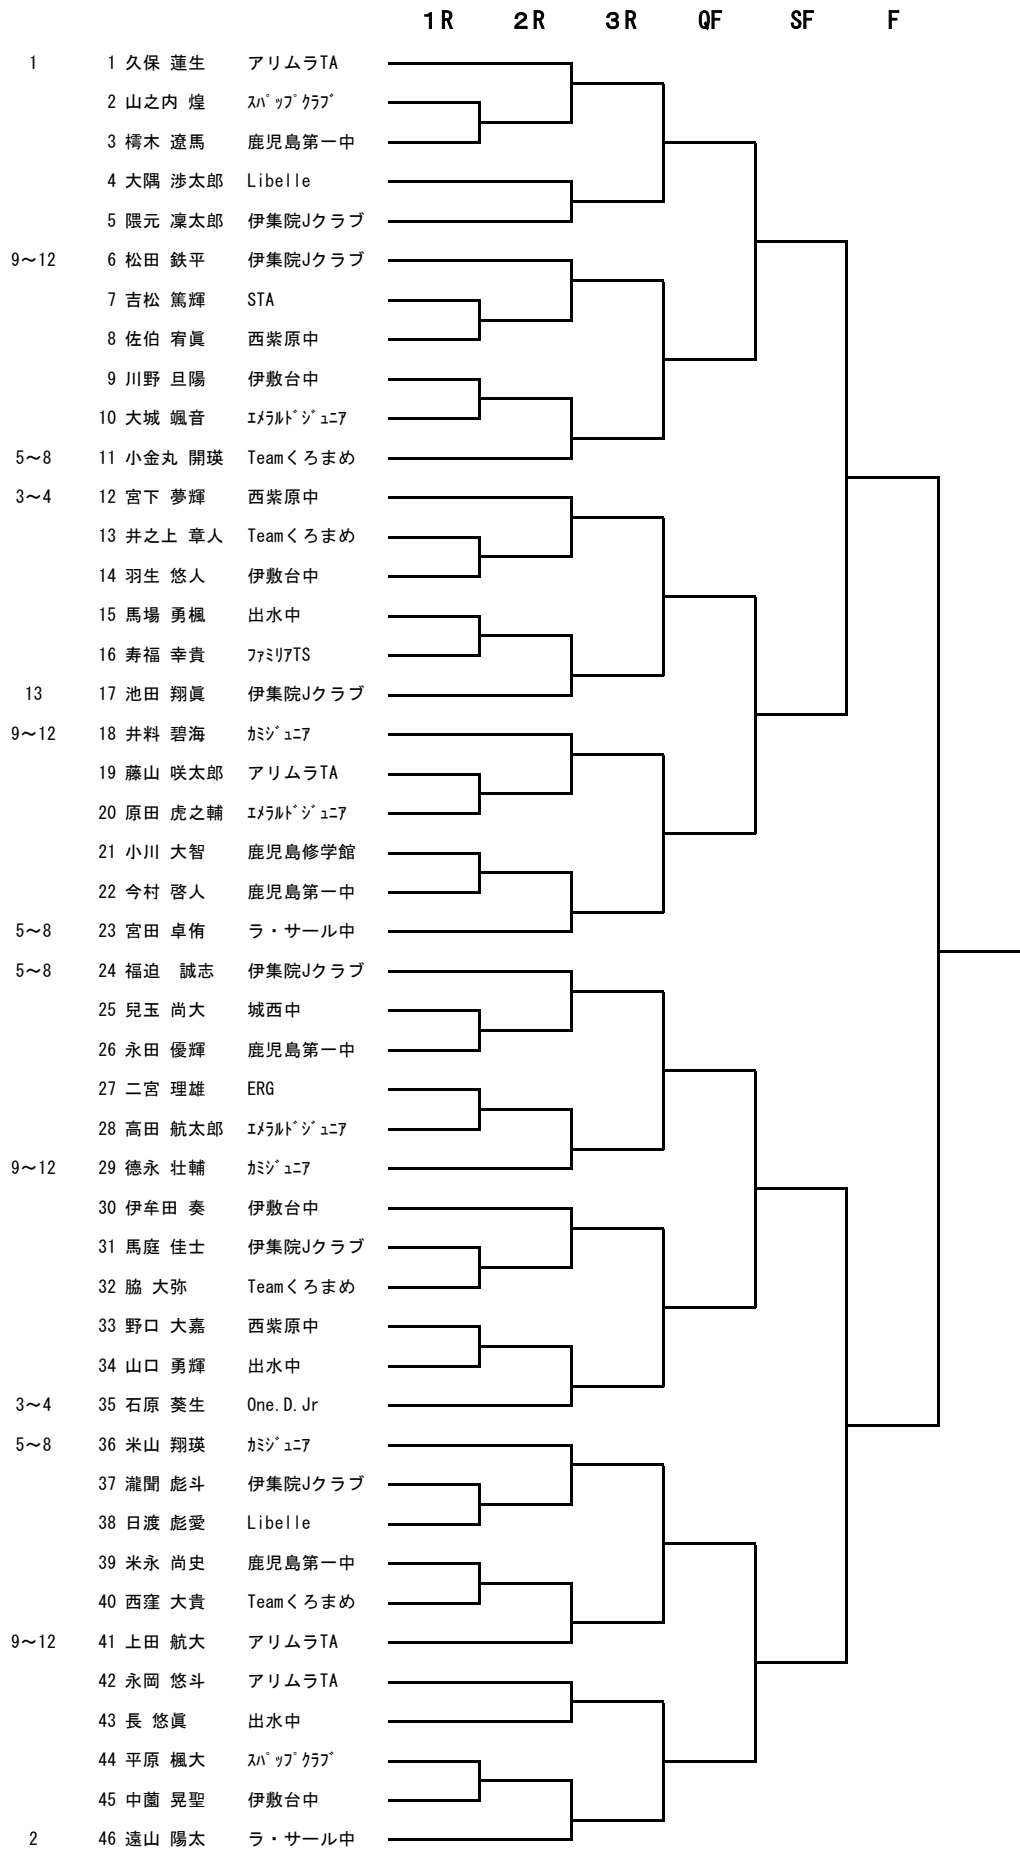 １R ２R ３R QF SF F
1 1 久保 蓮生 アリムラTA
2 山之内 煌 ｽﾊﾟｯﾌﾟｸﾗﾌﾞ
3 樗木 遼馬 鹿児島第一中
4 大隅 渉太郎 Libelle
5 隈元 凜太郎 伊集院Jクラブ
9～12 6 松田 鉄平 伊集院Jクラブ
7 吉松 篤輝 STA
8 佐伯 宥眞 西紫原中
9 川野 旦陽 伊敷台中
10 大城 颯音 ｴﾒﾗﾙﾄﾞｼﾞｭﾆｱ
5～8 11 小金丸 開瑛 Teamくろまめ
3～4 12 宮下 夢輝 西紫原中
13 井之上 章人 Teamくろまめ
14 羽生 悠人 伊敷台中
15 馬場 勇楓 出水中
16 寿福 幸貴 ﾌｧﾐﾘｱTS
13 17 池田 翔眞 伊集院Jクラブ
9～12 18 井料 碧海 ｶﾐｼﾞｭﾆｱ
19 藤山 咲太郎 アリムラTA
20 原田 虎之輔 ｴﾒﾗﾙﾄﾞｼﾞｭﾆｱ
21 小川 大智 鹿児島修学館
22 今村 啓人 鹿児島第一中
5～8 23 宮田 卓侑 ラ・サール中
5～8 24 福迫　誠志 伊集院Jクラブ
25 兒玉 尚大 城西中
26 永田 優輝 鹿児島第一中
27 二宮 理雄 ERG
28 高田 航太郎 ｴﾒﾗﾙﾄﾞｼﾞｭﾆｱ
9～12 29 德永 壮輔 ｶﾐｼﾞｭﾆｱ
30 伊牟田 奏 伊敷台中
31 馬庭 佳士 伊集院Jクラブ
32 脇 大弥 Teamくろまめ
33 野口 大嘉 西紫原中
34 山口 勇輝 出水中
3～4 35 石原 葵生 One.D.Jr
5～8 36 米山 翔瑛 ｶﾐｼﾞｭﾆｱ
37 瀧聞 彪斗 伊集院Jクラブ
38 日渡 彪愛 Libelle
39 米永 尚史 鹿児島第一中
40 西窪 大貴 Teamくろまめ
9～12 41 上田 航大 アリムラTA
42 永岡 悠斗 アリムラTA
43 長 悠眞 出水中
44 平原 楓大 ｽﾊﾟｯﾌﾟｸﾗﾌﾞ
45 中薗 晃聖 伊敷台中
2 46 遠山 陽太 ラ・サール中